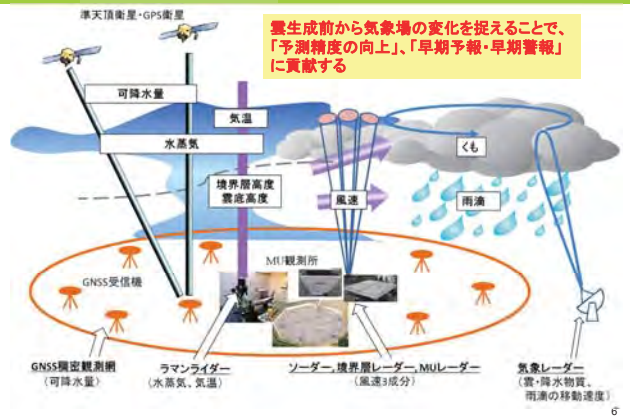 準天頂衛星・GPS衛星
雲生成前から気象場の変化を捉えることで、
「予測精度の向上」、「早期予報・早期警報」
に貢献する
可降水量
気温
水蒸気
くも
境界層高度
雲底高度
風速
雨滴
MU観測所
GNSS受信機
GNSS稠密観測網
(可降水量)
ラマンライダー
(水蒸気、気温)
ソーダー,境界層レーダー,MUレーダー
(風速3成分)
気象レーダー
(雲・降水物質、
雨滴の移動速度)
6